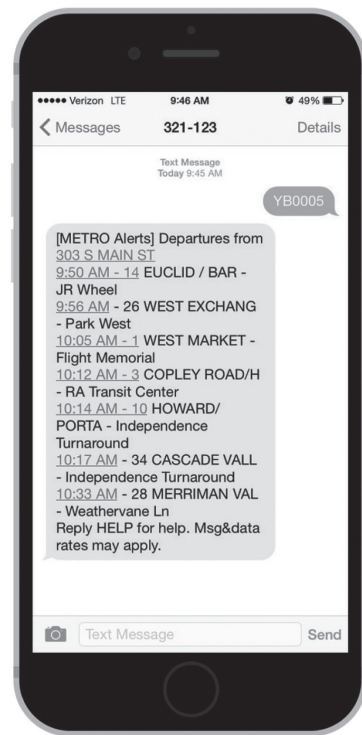 Verizon LTE 9:46 AM 49%
Messages 321-123 Details
Text Message
Today 9:45 AM
YB0005
[METRO Alerts] Departures from
303 S MAIN ST
9:50 AM - 14 EUCLID / BAR -
JR Wheel
9:56 AM - 26 WEST EXCHANG
- Park West
10:05 AM - 1 WEST MARKET -
Flight Memorial
10:12 AM - 3 COPLEY ROAD/H
- RA Transit Center
10:14 AM - 10 HOWARD/
PORTA - Independence
Turnaround
10:17 AM - 34 CASCADE VALL
- Independence Turnaround
10:33 AM - 28 MERRIMAN VAL
- Weathervane Ln
Reply HELP for help. Msg&data
rates may apply.
Text Message Send